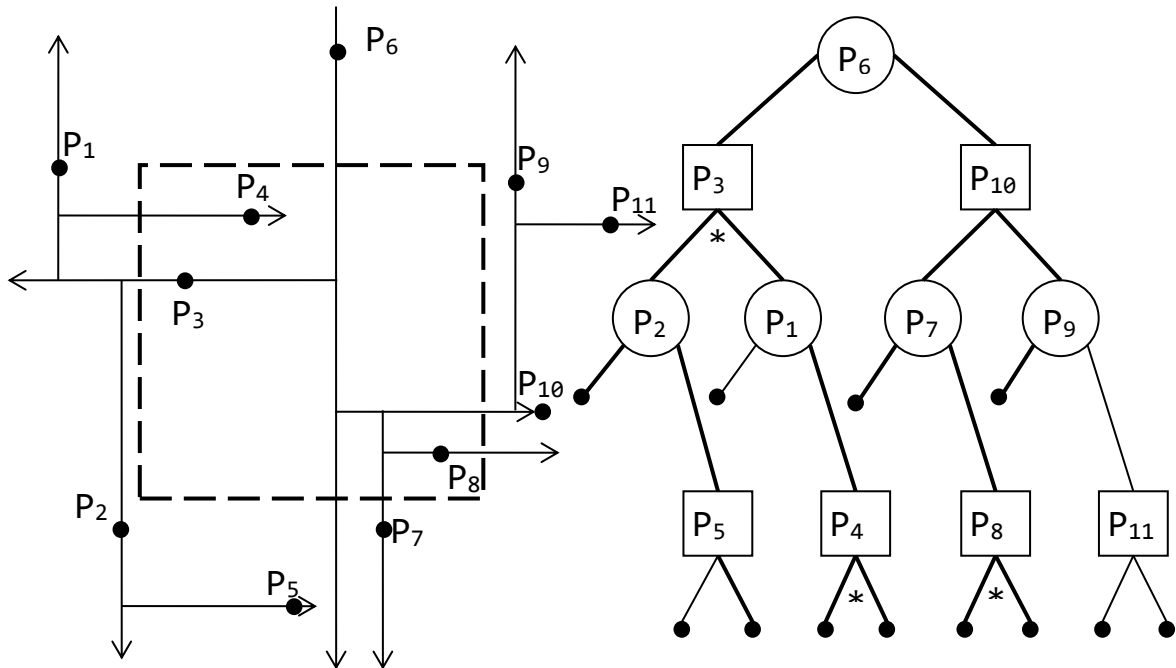 P₆
P₁
P₄
P₉
P₁₁
P₃
P₁₀
P₈
P₂
P₇
P₅
P₆
P₃ P₁₀
*
P₂ P₁ P₇ P₉
P₅ P₄ P₈ P₁₁
* *